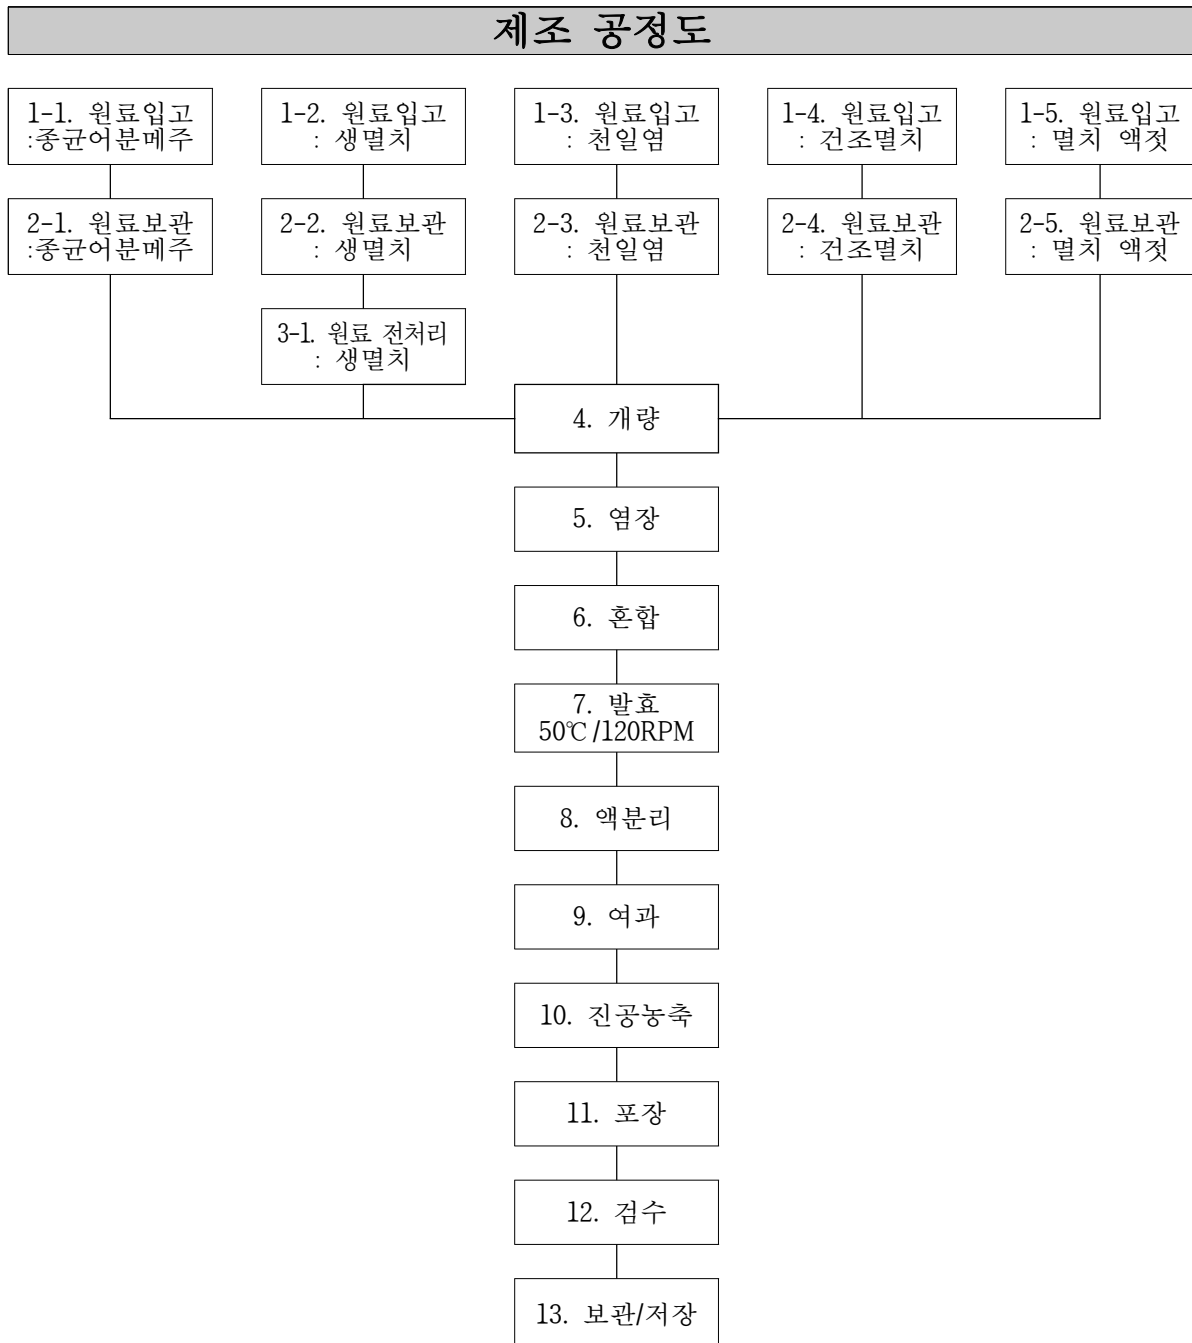 제조 공정도
1-1. 원료입고
:종균어분메주
1-2. 원료입고
: 생멸치
1-3. 원료입고
: 천일염
1-4. 원료입고
: 건조멸치
1-5. 원료입고
: 멸치 액젓
2-1. 원료보관
:종균어분메주
2-2. 원료보관
: 생멸치
2-3. 원료보관
: 천일염
2-4. 원료보관
: 건조멸치
2-5. 원료보관
: 멸치 액젓
3-1. 원료 전처리
: 생멸치
4. 개량
5. 염장
6. 혼합
7. 발효
50℃/120RPM
8. 액분리
9. 여과
10. 진공농축
11. 포장
12. 검수
13. 보관/저장